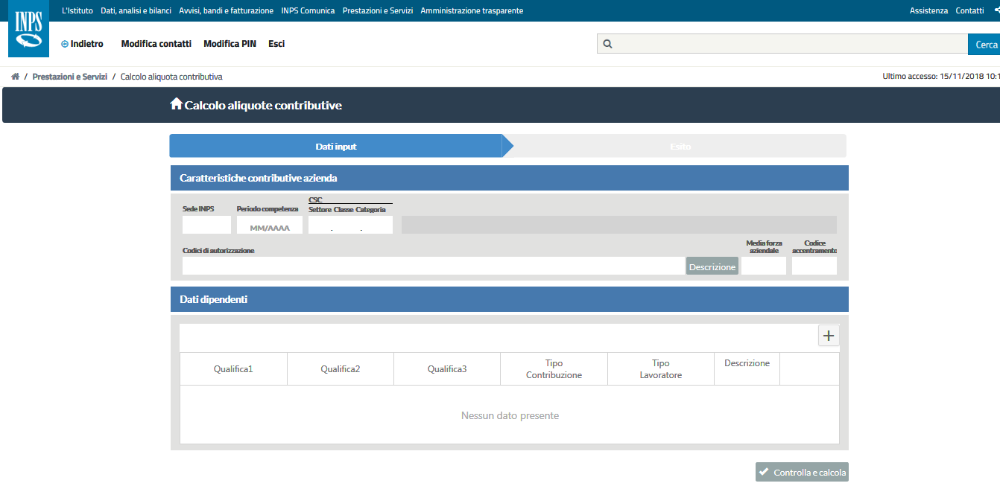 L'Istituto Dati, analisi e bilanci Avvisi, bandi e fatturazione INPS Comunica Prestazioni e Servizi Amministrazione trasparente Assistenza Contatti
INPS
Indietro Modifica contatti Modifica PIN Esci Cerca
/ Prestazioni e Servizi / Calcolo aliquota contributiva Ultimo accesso: 15/11/2018 10:1
Calcolo aliquote contributive
Dati input Esito
Caratteristiche contributive azienda
CSC
Sede INPS Periodo competenza Settore Classe Categoria
MM/AAAA . .
Media forza Codice
Codici di autorizzazione aziendale accentramento
Descrizione
Dati dipendenti
+
Qualifica1 Qualifica2 Qualifica3 Tipo Contribuzione Tipo Lavoratore Descrizione
Nessun dato presente
Controlla e calcola